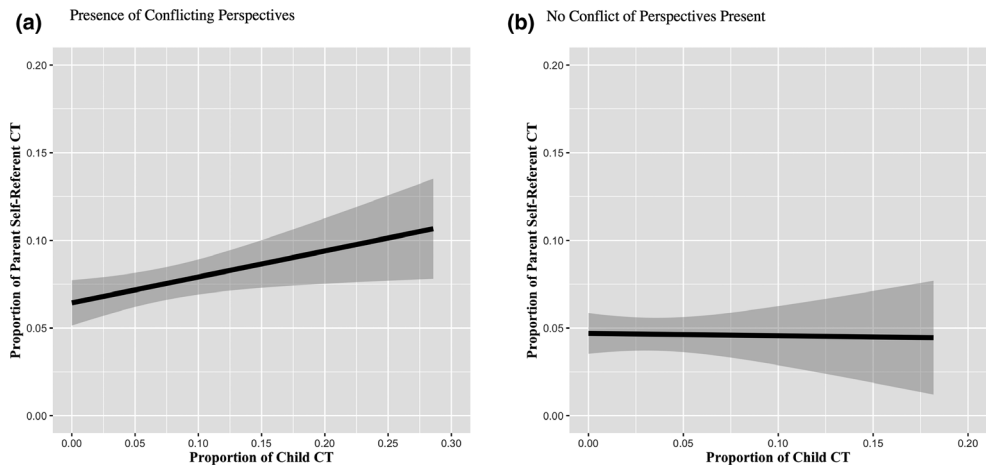 (a) Presence of Conflicting Perspectives
Proportion of Parent Self-Referent CT
0.20
0.15
0.10
0.05
0.00
0.00 0.05 0.10 0.15 0.20 0.25 0.30
Proportion of Child CT
(b) No Conflict of Perspectives Present
Proportion of Parent Self-Referent CT
0.20
0.15
0.10
0.05
0.00
0.00 0.05 0.10 0.15 0.20
Proportion of Child CT